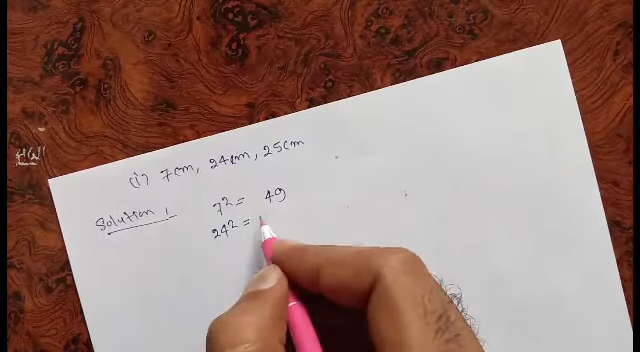 (i) 7cm, 24cm, 25cm
Solution,
7² = 49
24² =